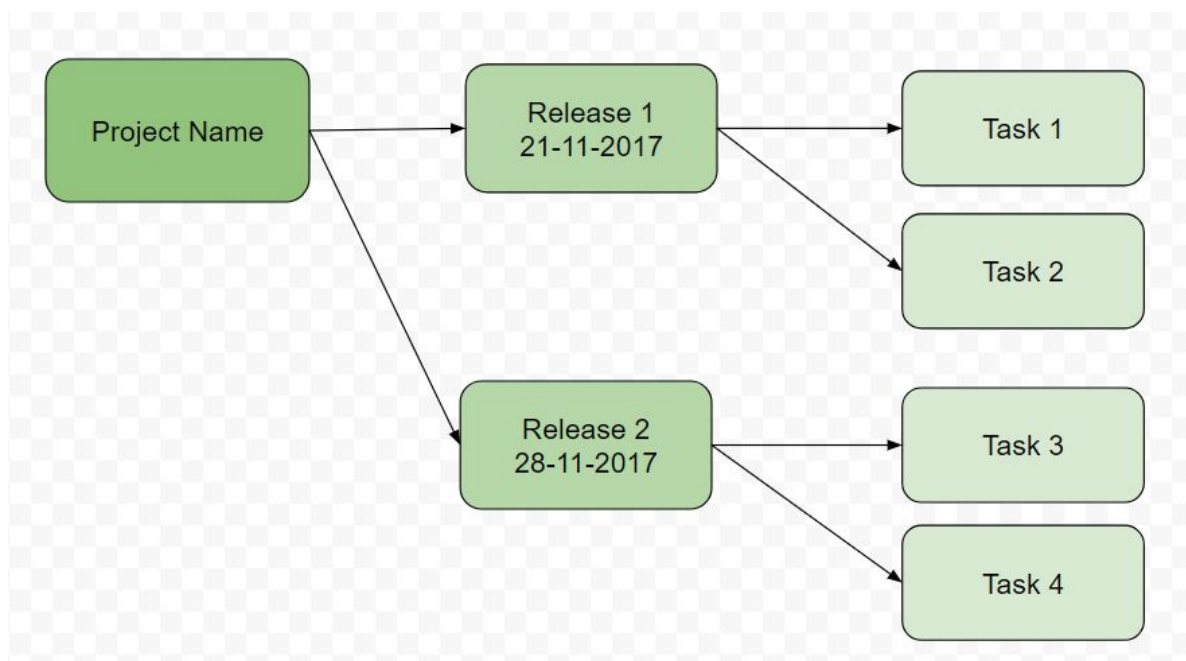 Project Name
Release 1
21-11-2017
Task 1
Task 2
Release 2
28-11-2017
Task 3
Task 4